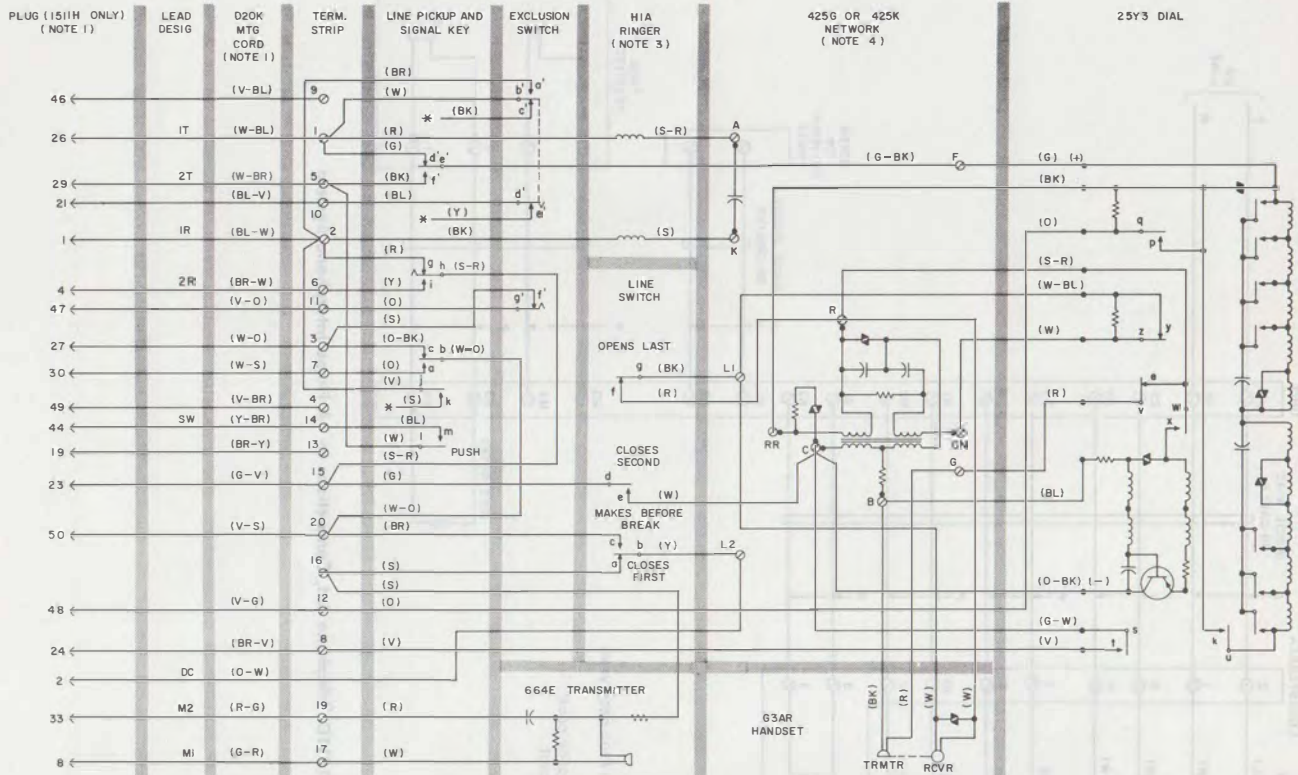 PLUG (1511H ONLY) (NOTE 1)
LEAD DESIG
D20K MTG CORD (NOTE 1)
TERM. STRIP
LINE PICKUP AND SIGNAL KEY
EXCLUSION SWITCH
H1A RINGER (NOTE 3)
425G OR 425K NETWORK (NOTE 4)
25Y3 DIAL
(BR) a'
46 (V-BL) 9 (W) b'
* (BK) c'
26 1T (W-BL) 1 (R) (S-R) A
(G) d' e' (G-BK) F (G) (+)
29 2T (W-BR) 5 (BK) f' (BK)
21 (BL-V) 10 (BL) d'
* (Y) e' (O) q
p
1 1R (BL-W) 2 (BK) (S) K
(R) g h (S-R) (S-R)
4 2R (BR-W) 6 (Y) i LINE SWITCH (W-BL)
47 (V-O) 11 (O) g' f'
(S) R y
27 (W-O) 3 (O-BK) OPENS LAST (W) z
c b (W=O)
30 (W-S) 7 (O) a g (BK) L1
(V) j f (R) e
49 (V-BR) 4 * (S) k (R) v w
44 SW (Y-BR) 14 (BL) m x
19 (BR-Y) 13 (W) l PUSH CLOSES SECOND RR C GN
(S-R) G
23 (G-V) 15 (G) d
e (W) B (BL)
(W-O) MAKES BEFORE BREAK
50 (V-S) 20 (BR) c b (Y) L2
a CLOSES FIRST
16 (S) (O-BK) (-)
(S)
48 (V-G) 12 (O) (G-W) s
24 (BR-V) 8 (V) (V) t k u
2 DC (O-W)
664E TRANSMITTER (BK) (R) (W) (W)
33 M2 (R-G) 19 (R) G3AR HANDSET
8 M1 (G-R) 17 (W) TRMTR RCVR